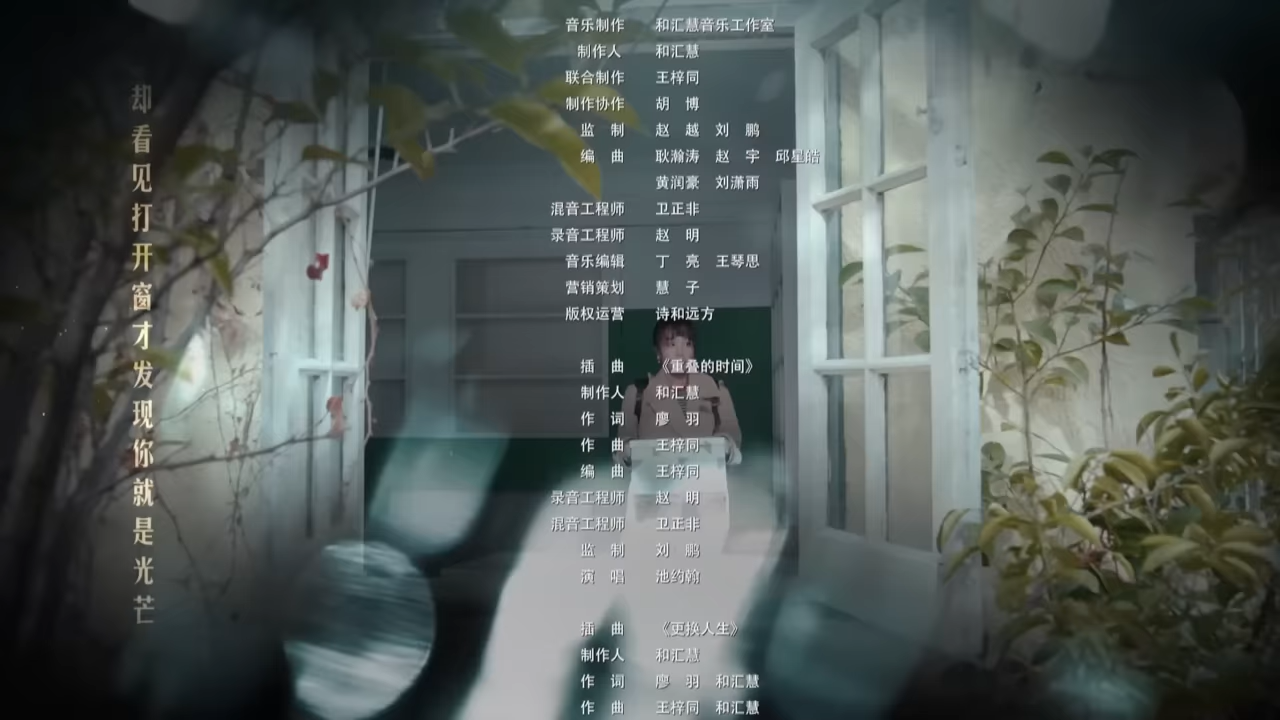 却看见打开窗才发现你就是光芒
音乐制作 和汇慧音乐工作室
制作人 和汇慧
联合制作 王梓同
制作协作 胡 博
监 制 赵 越 刘 鹏
编 曲 耿瀚涛 赵 宇 邱星皓
黄润豪 刘潇雨
混音工程师 卫正非
录音工程师 赵 明
音乐编辑 丁 亮 王琴思
营销策划 慧 子
版权运营 诗和远方
插 曲 《重叠的时间》
制作人 和汇慧
作 词 廖 羽
作 曲 王梓同
编 曲 王梓同
录音工程师 赵 明
混音工程师 卫正非
监 制 刘 鹏
演 唱 池约翰
插 曲 《更换人生》
制作人 和汇慧
作 词 廖 羽 和汇慧
作 曲 王梓同 和汇慧